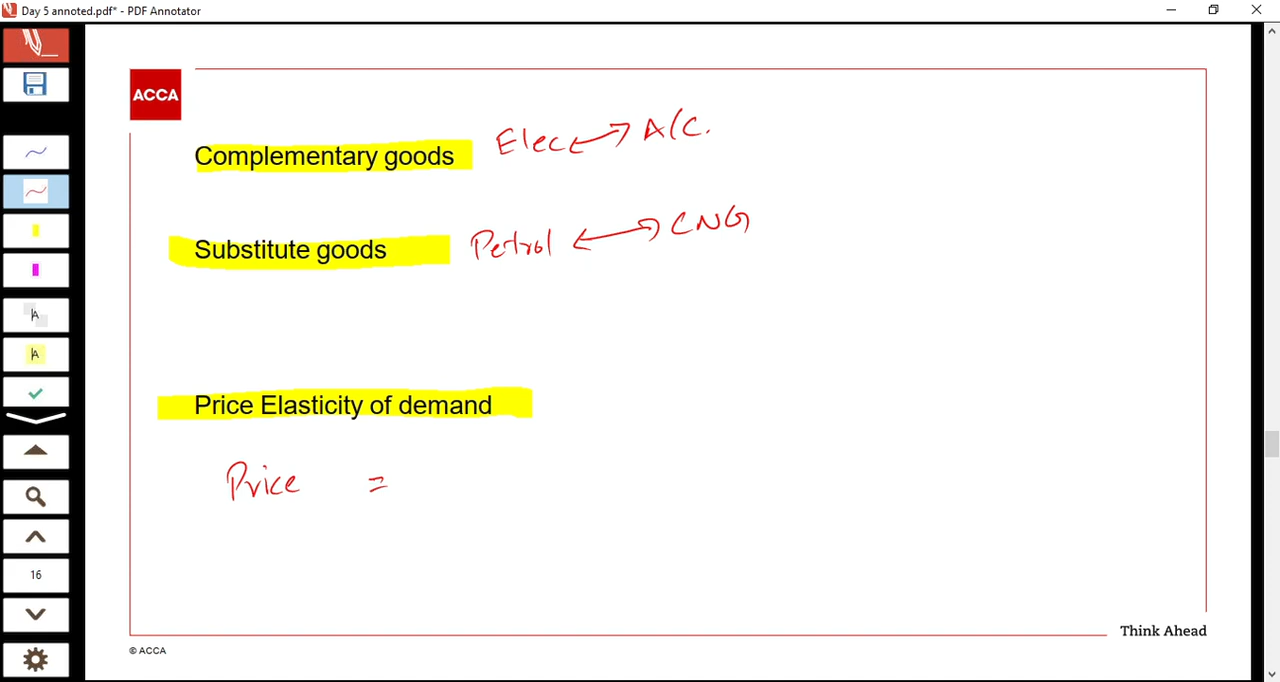 Day 5 annoted.pdf* - PDF Annotator
ACCA
Complementary goods Elec ↔ A/C.
Substitute goods Petrol ↔ CNG
Price Elasticity of demand
Price =
16
Think Ahead
© ACCA